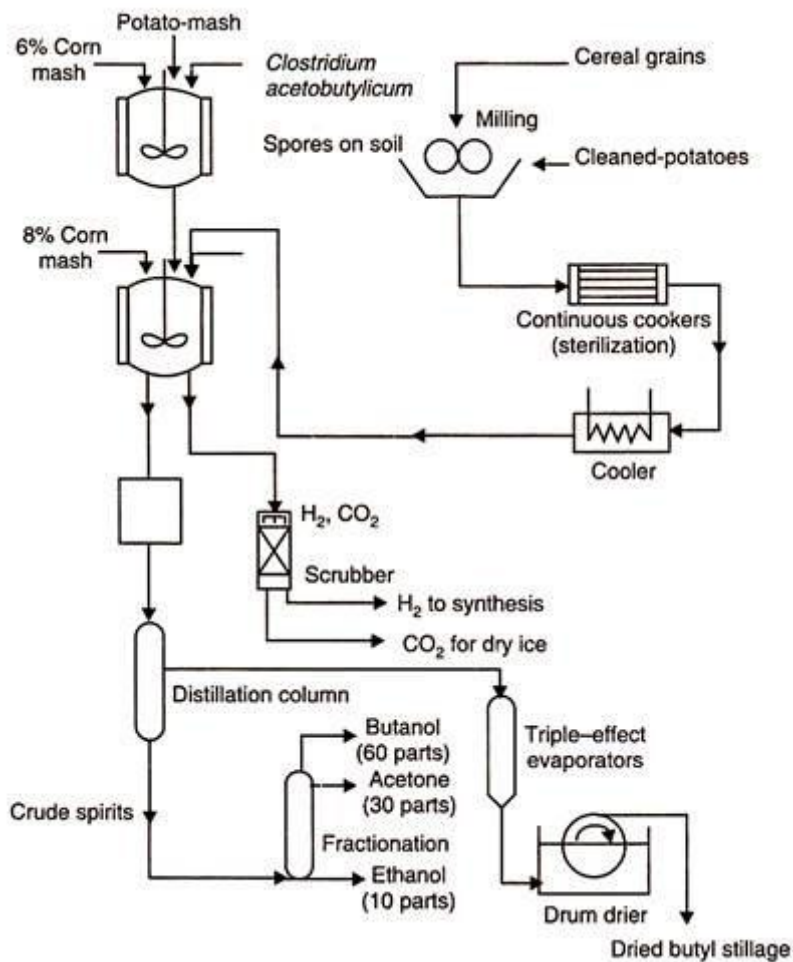 Potato-mash
6% Corn
mash
Clostridium
acetobutylicum
Cereal grains
Milling
Spores on soil
Cleaned-potatoes
8% Corn
mash
Continuous cookers
(sterilization)
Cooler
H₂, CO₂
Scrubber
H₂ to synthesis
CO₂ for dry ice
Distillation column
Butanol
(60 parts)
Acetone
(30 parts)
Triple–effect
evaporators
Crude spirits
Fractionation
Ethanol
(10 parts)
Drum drier
Dried butyl stillage